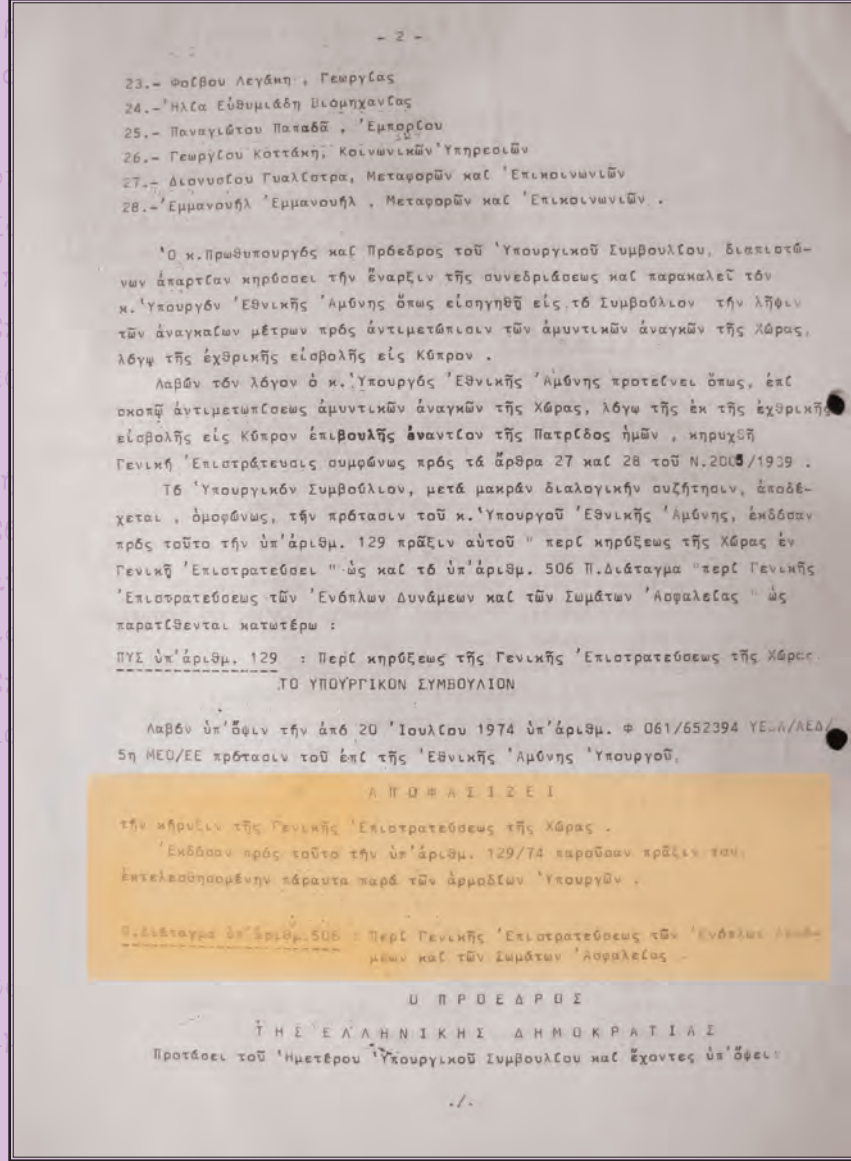 - 2 -
23.- Φοίβου Λεγάκη , Γεωργίας
24.-Ἠλία Εὐθυμιάδη Βιομηχανίας
25.- Παναγιώτου Παπαδᾶ , Ἐμπορίου
26.- Γεωργίου Κοττάκη, Κοινωνικῶν Ὑπηρεσιῶν
27.- Διονυσίου Γυαλίστρα, Μεταφορῶν καί Ἐπικοινωνιῶν
28.-Ἐμμανουήλ Ἐμμανουήλ , Μεταφορῶν καί Ἐπικοινωνιῶν .
Ὁ κ.Πρωθυπουργός καί Πρόεδρος τοῦ Ὑπουργικοῦ Συμβουλίου, διαπιστώ-
νων ἀπαρτίαν κηρύσσει τήν ἔναρξιν τῆς συνεδριάσεως καί παρακαλεῖ τόν
κ.Ὑπουργόν Ἐθνικῆς Ἀμύνης ὅπως εἰσηγηθῇ εἰς τό Συμβούλιον τήν λῆψιν
τῶν ἀναγκαίων μέτρων πρός ἀντιμετώπισιν τῶν ἀμυντικῶν ἀναγκῶν τῆς Χώρας,
λόγῳ τῆς ἐχθρικῆς εἰσβολῆς εἰς Κύπρον .
Λαβών τόν λόγον ὁ κ.Ὑπουργός Ἐθνικῆς Ἀμύνης προτείνει ὅπως, ἐπί
σκοπῷ ἀντιμετωπίσεως ἀμυντικῶν ἀναγκῶν τῆς Χώρας, λόγῳ τῆς ἐκ τῆς ἐχθρικῆς
εἰσβολῆς εἰς Κύπρον ἐπιβουλῆς ἐναντίον τῆς Πατρίδος ἡμῶν , κηρυχθῆ
Γενική Ἐπιστράτευσις συμφώνως πρός τά ἄρθρα 27 καί 28 τοῦ Ν.2005/1939 .
Τό Ὑπουργικόν Συμβούλιον, μετά μακράν διαλογικήν συζήτησιν, ἀποδέ-
χεται , ὁμοφώνως, τήν πρότασιν τοῦ κ.Ὑπουργοῦ Ἐθνικῆς Ἀμύνης, ἐκδόσαν
πρός τοῦτο τήν ὑπ'ἀριθμ. 129 πρᾶξιν αὐτοῦ " περί κηρύξεως τῆς Χώρας ἐν
Γενικῇ Ἐπιστρατεύσει " ὡς καί τό ὑπ'ἀριθμ. 506 Π.Διάταγμα "περί Γενικῆς
Ἐπιστρατεύσεως τῶν Ἐνόπλων Δυνάμεων καί τῶν Σωμάτων Ἀσφαλείας " ὡς
παρατίθενται κατωτέρω :
ΠΥΣ ὑπ'ἀριθμ. 129 : Περί κηρύξεως τῆς Γενικῆς Ἐπιστρατεύσεως τῆς Χώρας
ΤΟ ΥΠΟΥΡΓΙΚΟΝ ΣΥΜΒΟΥΛΙΟΝ
Λαβόν ὑπ'ὄψιν τήν ἀπό 20 Ἰουλίου 1974 ὑπ'ἀριθμ. Φ 061/652394 /ΑΕΔ/
5η ΜΕΟ/ΕΕ πρότασιν τοῦ ἐπί τῆς Ἐθνικῆς Ἀμύνης Ὑπουργοῦ,
Α Π Ο Φ Α Σ Ι Ζ Ε Ι
τήν κήρυξιν τῆς Γενικῆς Ἐπιστρατεύσεως τῆς Χώρας .
Ἐκδόσαν πρός τοῦτο τήν ὑπ'ἀριθμ. 129/74 παροῦσαν πρᾶξιν του,
ἐκτελεσθησομένην πάραυτα παρά τῶν ἁρμοδίων Ὑπουργῶν .
Π.Διάταγμα ὑπ'ἀριθμ.506 : Περί Γενικῆς Ἐπιστρατεύσεως τῶν Ἐνόπλων Δυνά-
μεων καί τῶν Σωμάτων Ἀσφαλείας .
Ο Π Ρ Ο Ε Δ Ρ Ο Σ
Τ Η Σ Ε Λ Λ Η Ν Ι Κ Η Σ Δ Η Μ Ο Κ Ρ Α Τ Ι Α Σ
Προτάσει τοῦ Ἡμετέρου Ὑπουργικοῦ Συμβουλίου καί ἔχοντες ὑπ'ὄψει:
./.